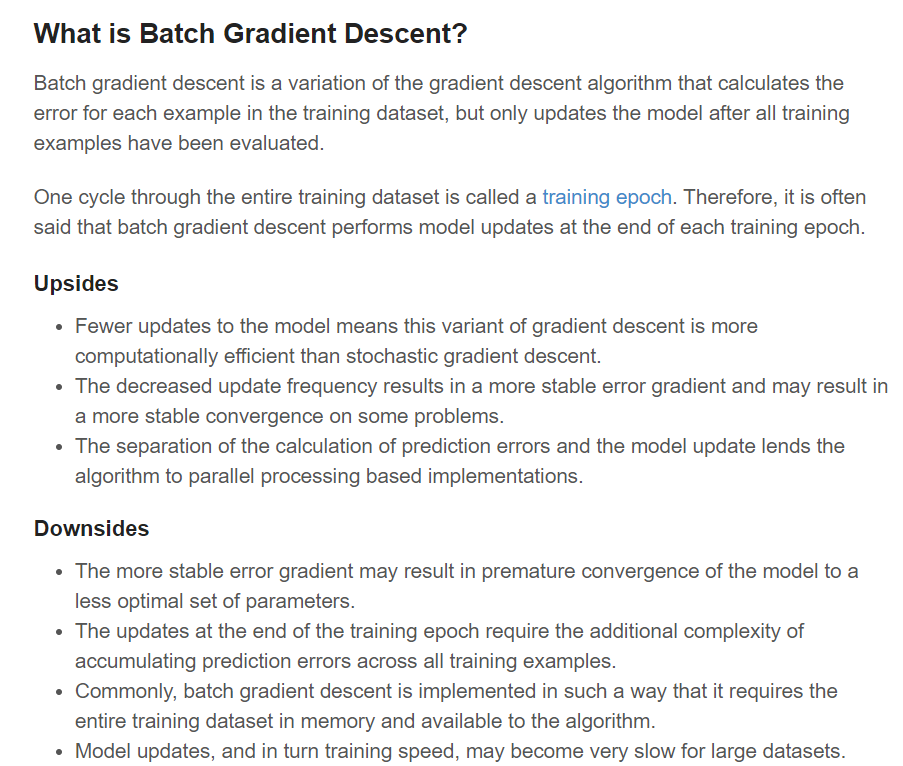 What is Batch Gradient Descent?
Batch gradient descent is a variation of the gradient descent algorithm that calculates the
error for each example in the training dataset, but only updates the model after all training
examples have been evaluated.
One cycle through the entire training dataset is called a training epoch. Therefore, it is often
said that batch gradient descent performs model updates at the end of each training epoch.
Upsides
• Fewer updates to the model means this variant of gradient descent is more
computationally efficient than stochastic gradient descent.
• The decreased update frequency results in a more stable error gradient and may result in
a more stable convergence on some problems.
• The separation of the calculation of prediction errors and the model update lends the
algorithm to parallel processing based implementations.
Downsides
• The more stable error gradient may result in premature convergence of the model to a
less optimal set of parameters.
• The updates at the end of the training epoch require the additional complexity of
accumulating prediction errors across all training examples.
• Commonly, batch gradient descent is implemented in such a way that it requires the
entire training dataset in memory and available to the algorithm.
• Model updates, and in turn training speed, may become very slow for large datasets.